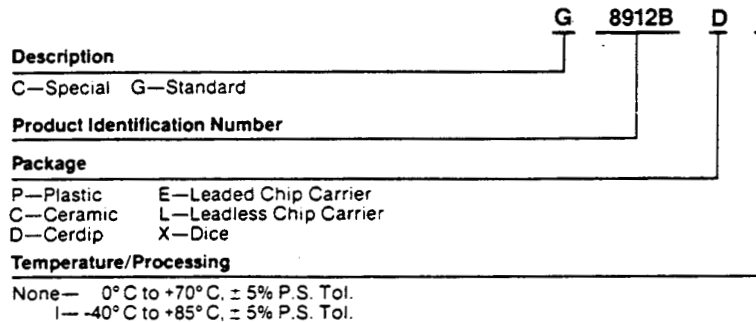 G 8912B D
Description
C—Special G—Standard
Product Identification Number
Package
P—Plastic E—Leaded Chip Carrier
C—Ceramic L—Leadless Chip Carrier
D—Cerdip X—Dice
Temperature/Processing
None— 0°C to +70°C, ± 5% P.S. Tol.
I— -40°C to +85°C, ± 5% P.S. Tol.